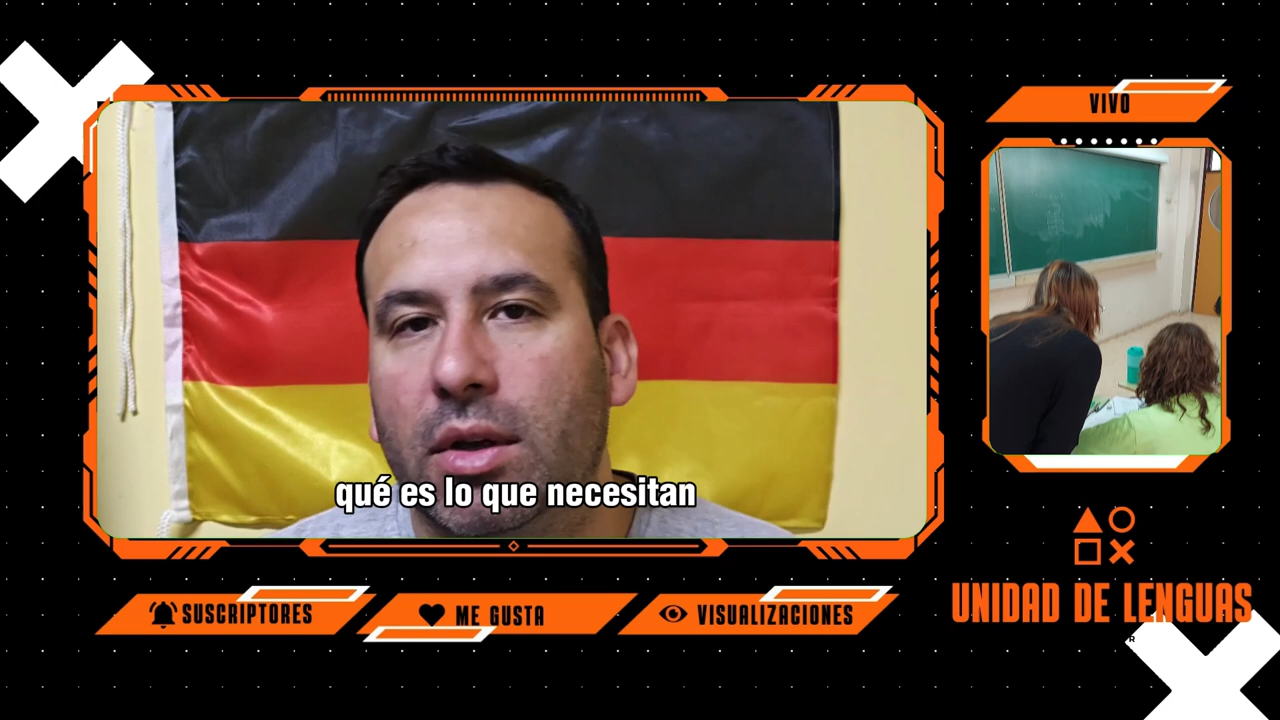 VIVO
qué es lo que necesitan
SUSCRIPTORES
ME GUSTA
VISUALIZACIONES
UNIDAD DE LENGUAS
R